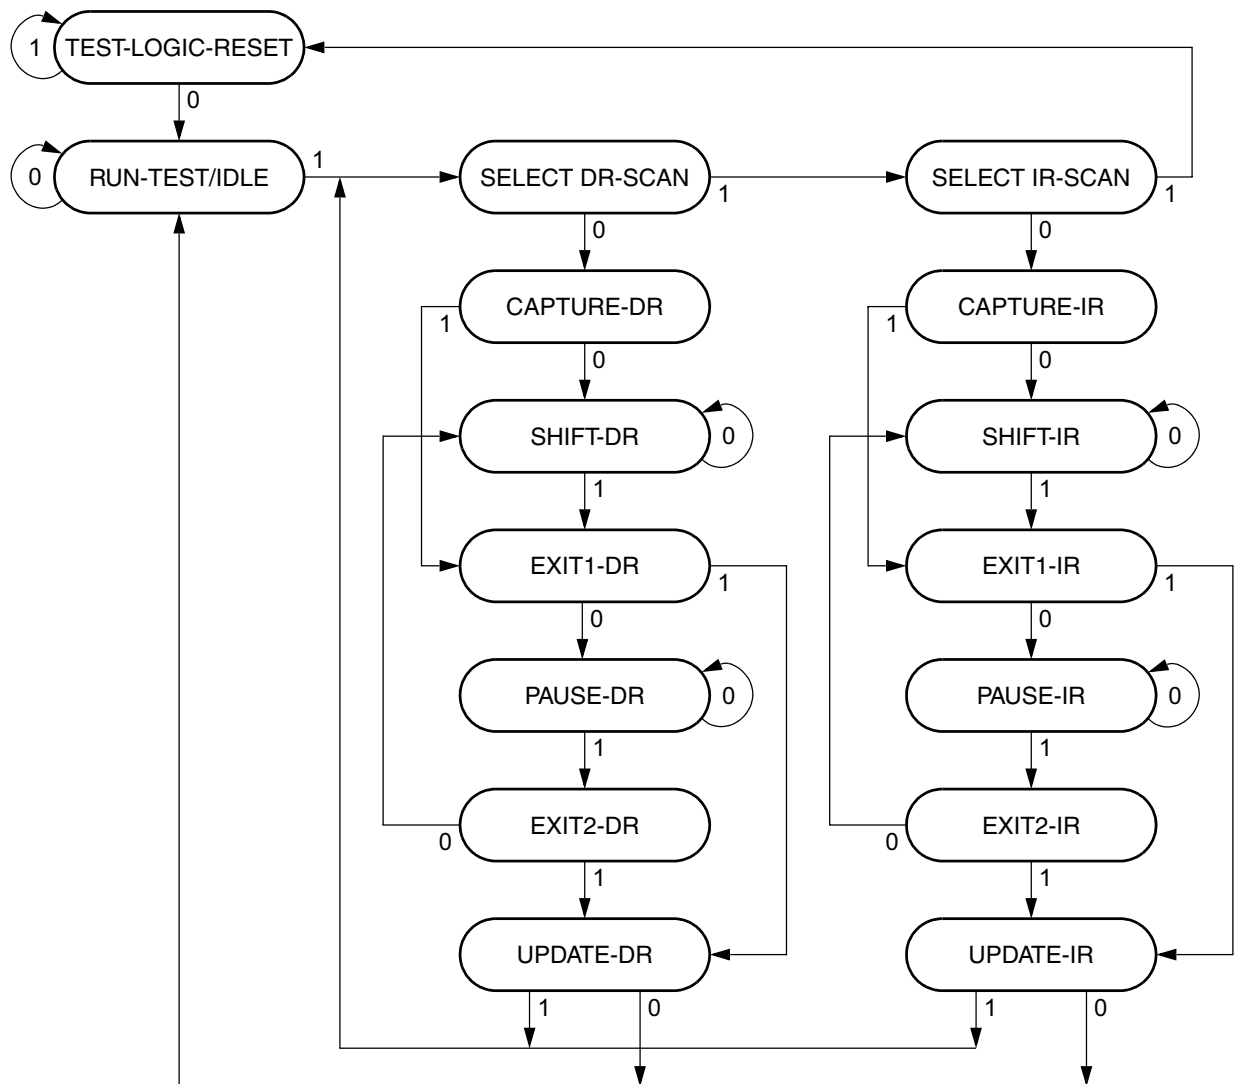 1 TEST-LOGIC-RESET
0
0 RUN-TEST/IDLE 1 SELECT DR-SCAN 1 SELECT IR-SCAN 1
0 0
CAPTURE-DR CAPTURE-IR
1 1
0 0
SHIFT-DR 0 SHIFT-IR 0
1 1
EXIT1-DR 1 EXIT1-IR 1
0 0
PAUSE-DR 0 PAUSE-IR 0
1 1
EXIT2-DR EXIT2-IR
0 0
1 1
UPDATE-DR UPDATE-IR
1 0 1 0